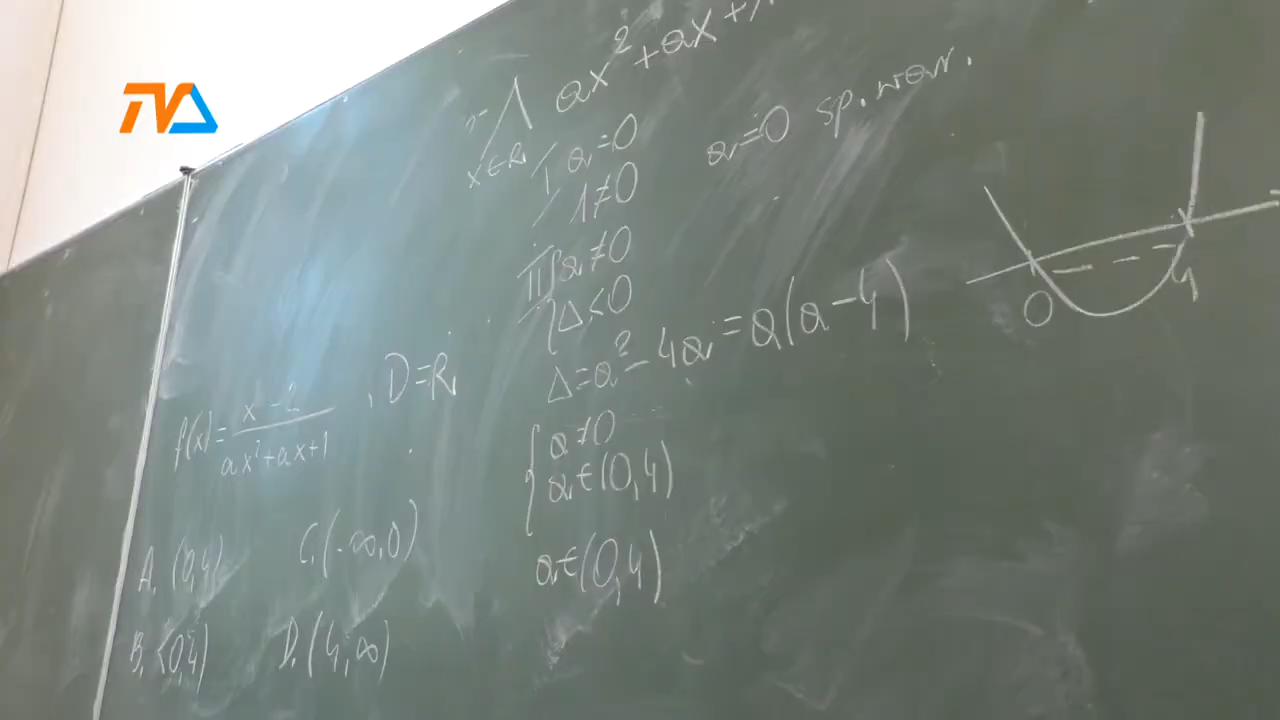 TVA
f(x)=x-2/ax²+ax+1 , D=R
A. (0,4) C. (-∞,0)
B. <0,4) D. (4,∞)
⋀ ax²+ax+1
x∈R
I a=0
1≠0 a=0 sp. war.
II { a≠0
Δ<0
Δ=a²-4a=a(a-4)
{ a≠0
a∈(0,4)
a∈(0,4)
0 4